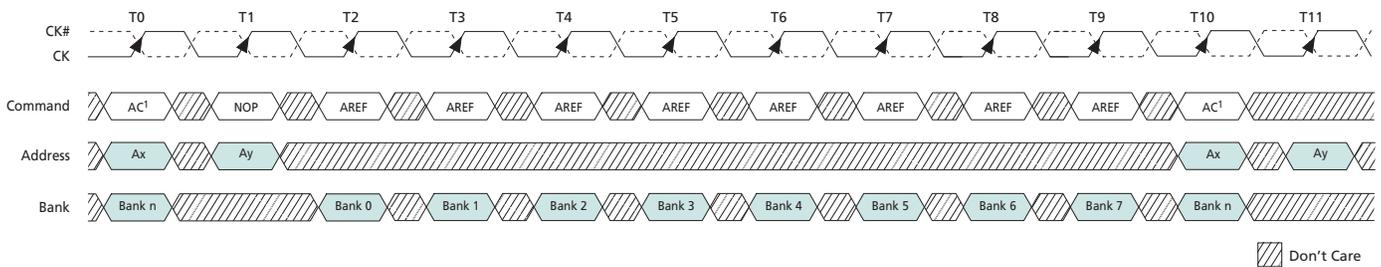 T0 T1 T2 T3 T4 T5 T6 T7 T8 T9 T10 T11
CK#
CK
Command AC¹ NOP AREF AREF AREF AREF AREF AREF AREF AREF AC¹
Address Ax Ay Ax Ay
Bank Bank n Bank 0 Bank 1 Bank 2 Bank 3 Bank 4 Bank 5 Bank 6 Bank 7 Bank n
Don't Care